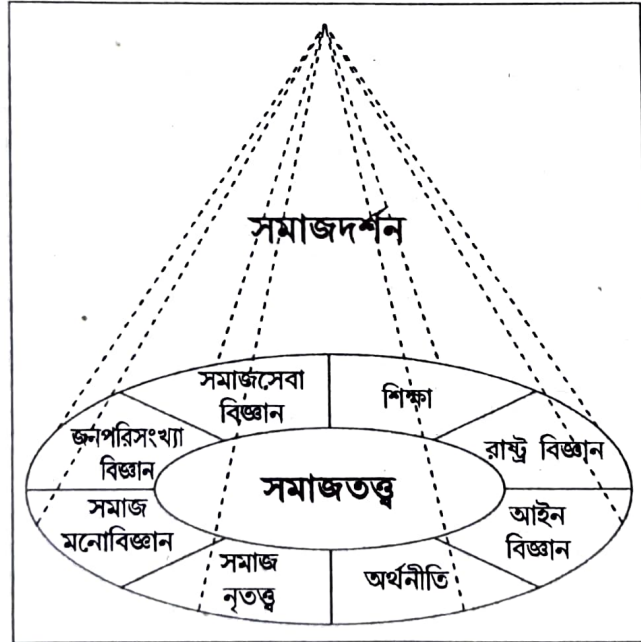 সমাজদর্শন
সমাজসেবা
বিজ্ঞান
শিক্ষা
জনপরিসংখ্যা
বিজ্ঞান
রাষ্ট্র বিজ্ঞান
সমাজতত্ত্ব
সমাজ
মনোবিজ্ঞান
আইন
বিজ্ঞান
সমাজ
নৃতত্ত্ব
অর্থনীতি